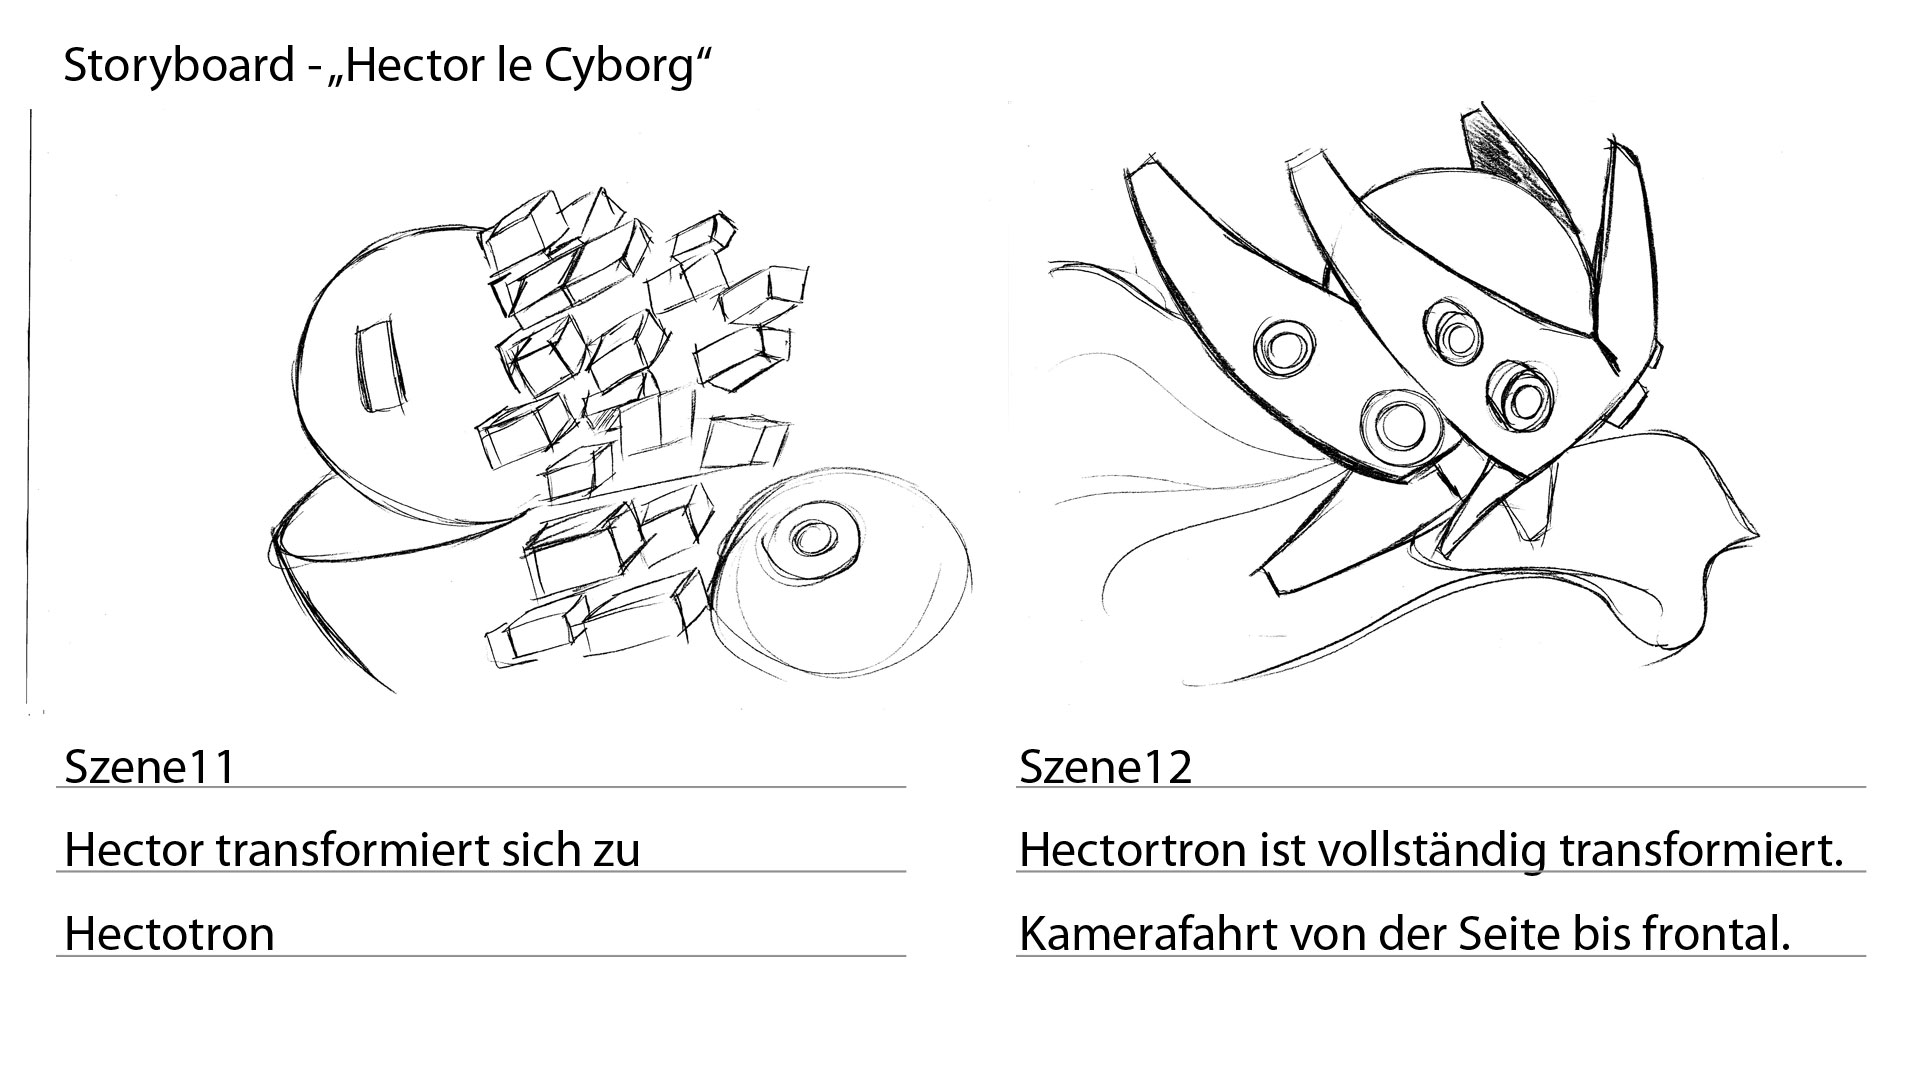 Storyboard - „Hector le Cyborg“
Szene11
Hector transformiert sich zu
Hectotron
Szene12
Hectortron ist vollständig transformiert.
Kamerafahrt von der Seite bis frontal.